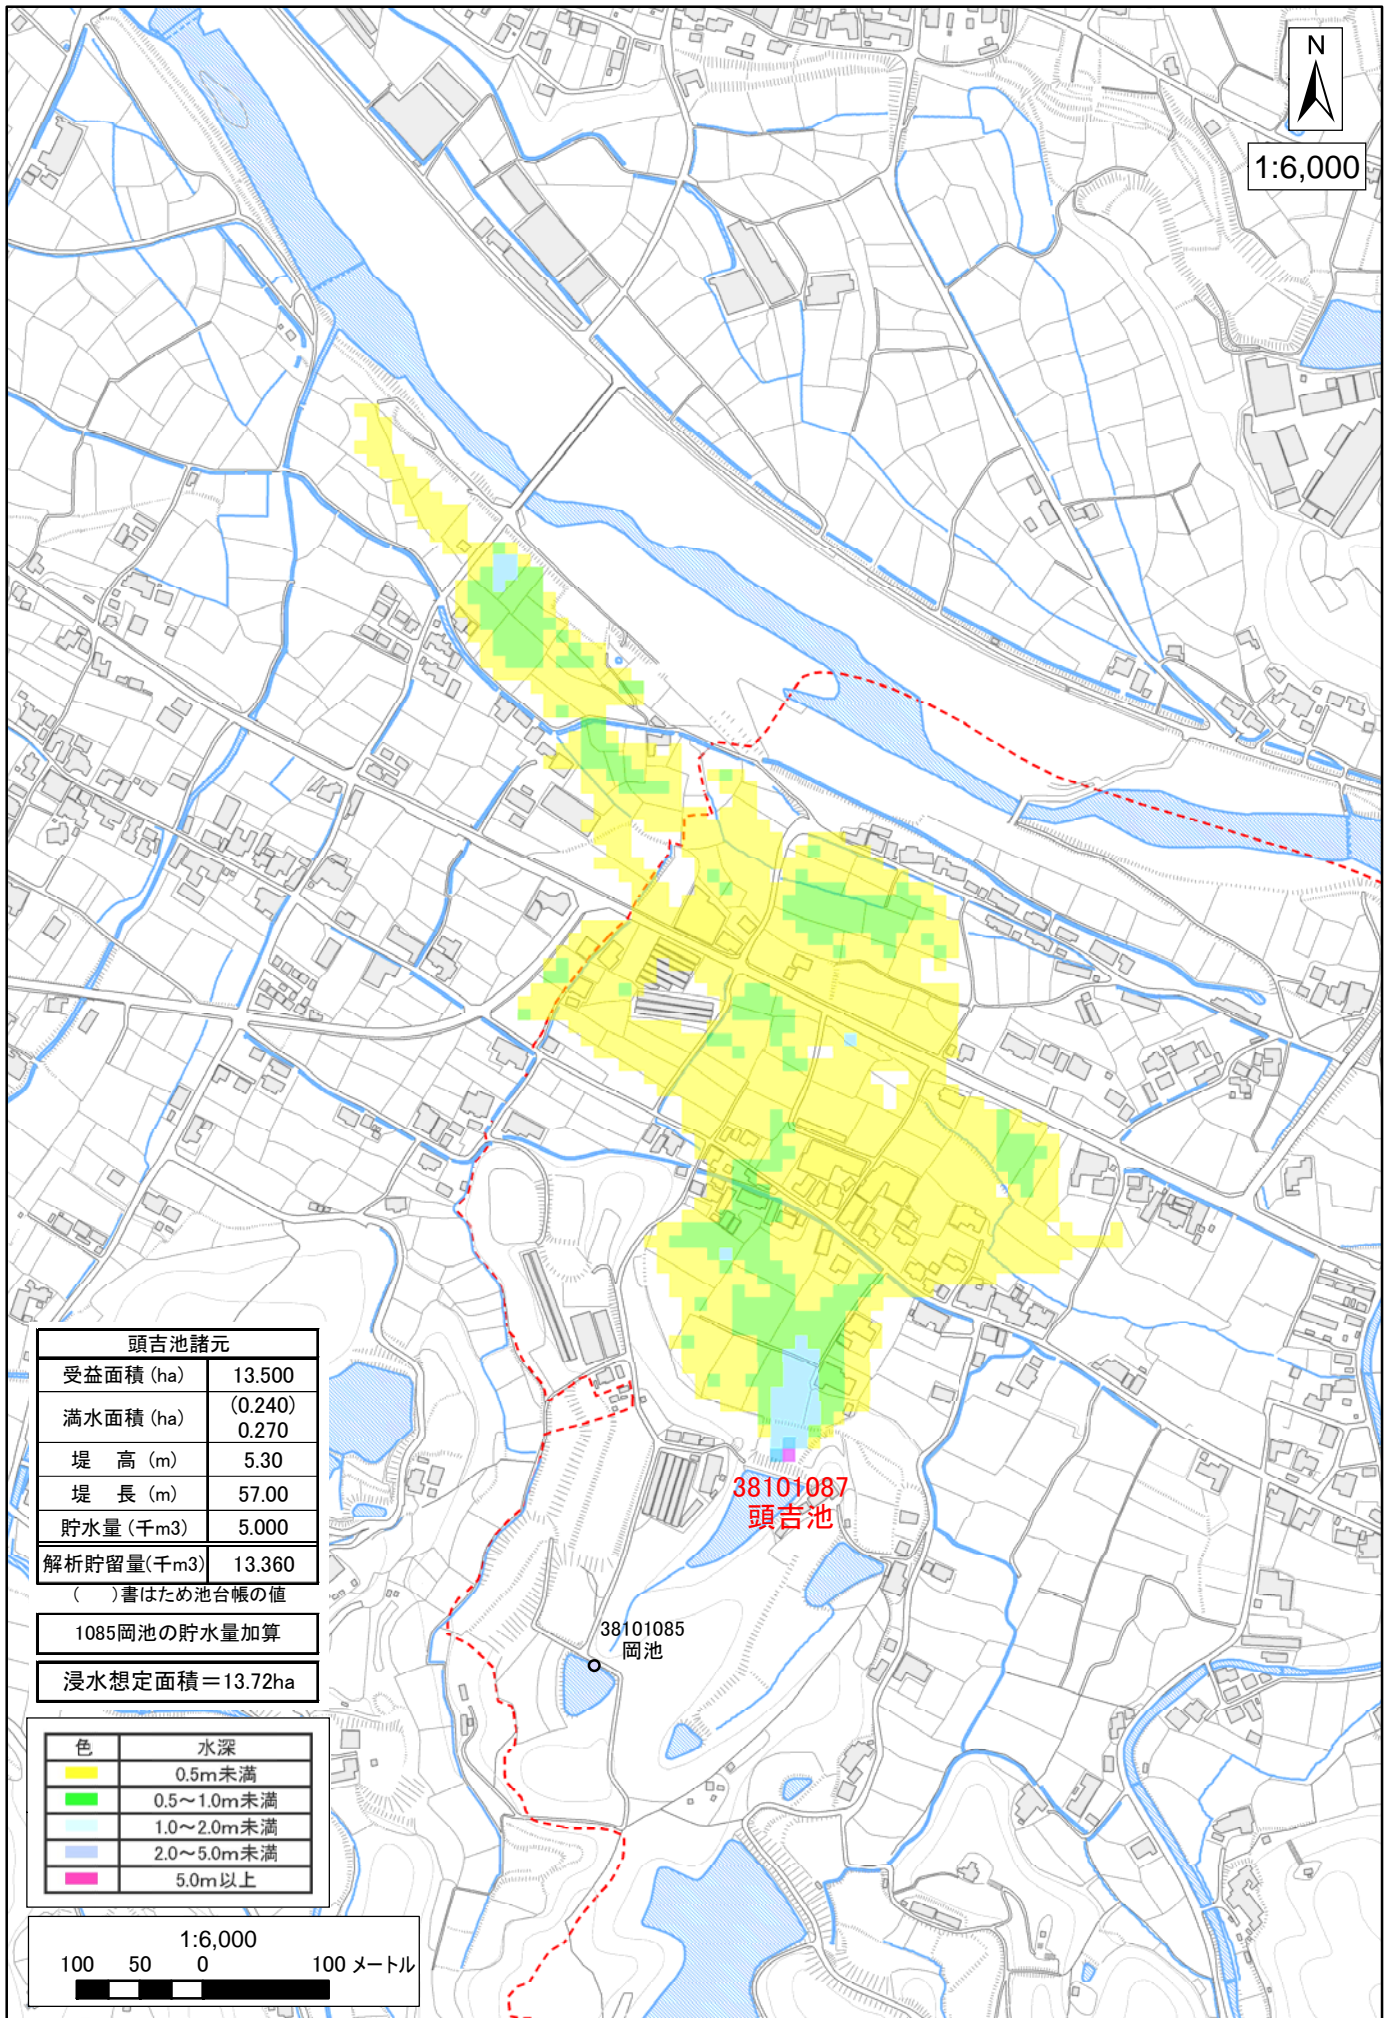 N
1:6,000
38101087
頭吉池
38101085
岡池
頭吉池諸元
受益面積 (ha) 13.500
満水面積 (ha) (0.240) 0.270
堤 高 (m) 5.30
堤 長 (m) 57.00
貯水量 (千m3) 5.000
解析貯留量(千m3) 13.360
( )書はため池台帳の値
1085岡池の貯水量加算
浸水想定面積＝13.72ha
色 水深
0.5m未満
0.5～1.0m未満
1.0～2.0m未満
2.0～5.0m未満
5.0m以上
1:6,000
100 50 0 100 メートル